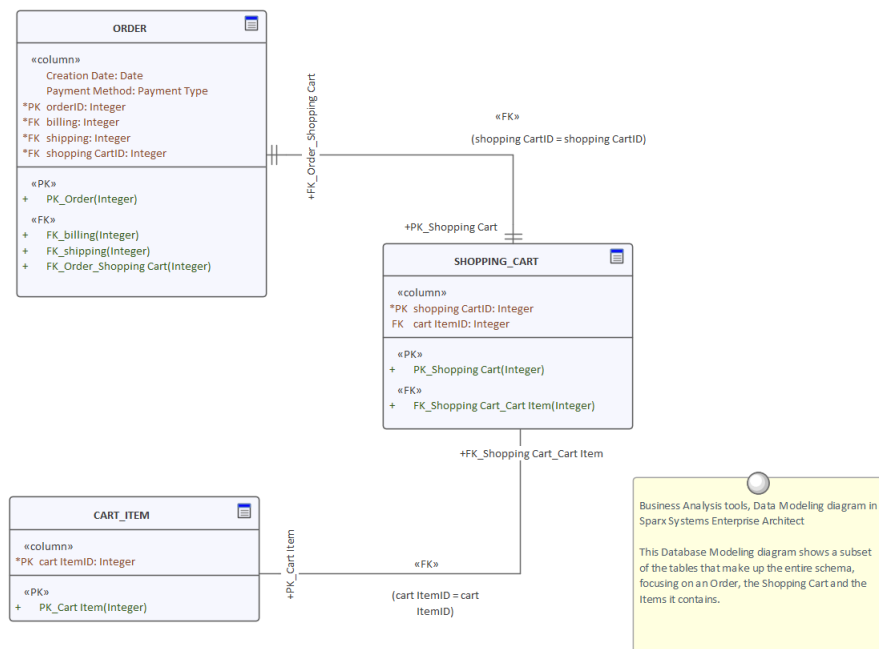 ORDER
«column»
Creation Date: Date
Payment Method: Payment Type
*PK orderID: Integer
*FK billing: Integer
*FK shipping: Integer
*FK shopping CartID: Integer
«PK»
+ PK_Order(Integer)
«FK»
+ FK_billing(Integer)
+ FK_shipping(Integer)
+ FK_Order_Shopping Cart(Integer)
+FK_Order_Shopping Cart
«FK»
(shopping CartID = shopping CartID)
+PK_Shopping Cart
SHOPPING_CART
«column»
*PK shopping CartID: Integer
FK cart ItemID: Integer
«PK»
+ PK_Shopping Cart(Integer)
«FK»
+ FK_Shopping Cart_Cart Item(Integer)
+FK_Shopping Cart_Cart Item
CART_ITEM
«column»
*PK cart ItemID: Integer
«PK»
+ PK_Cart Item(Integer)
+PK_Cart Item
«FK»
(cart ItemID = cart
ItemID)
Business Analysis tools, Data Modeling diagram in
Sparx Systems Enterprise Architect
This Database Modeling diagram shows a subset
of the tables that make up the entire schema,
focusing on an Order, the Shopping Cart and the
Items it contains.